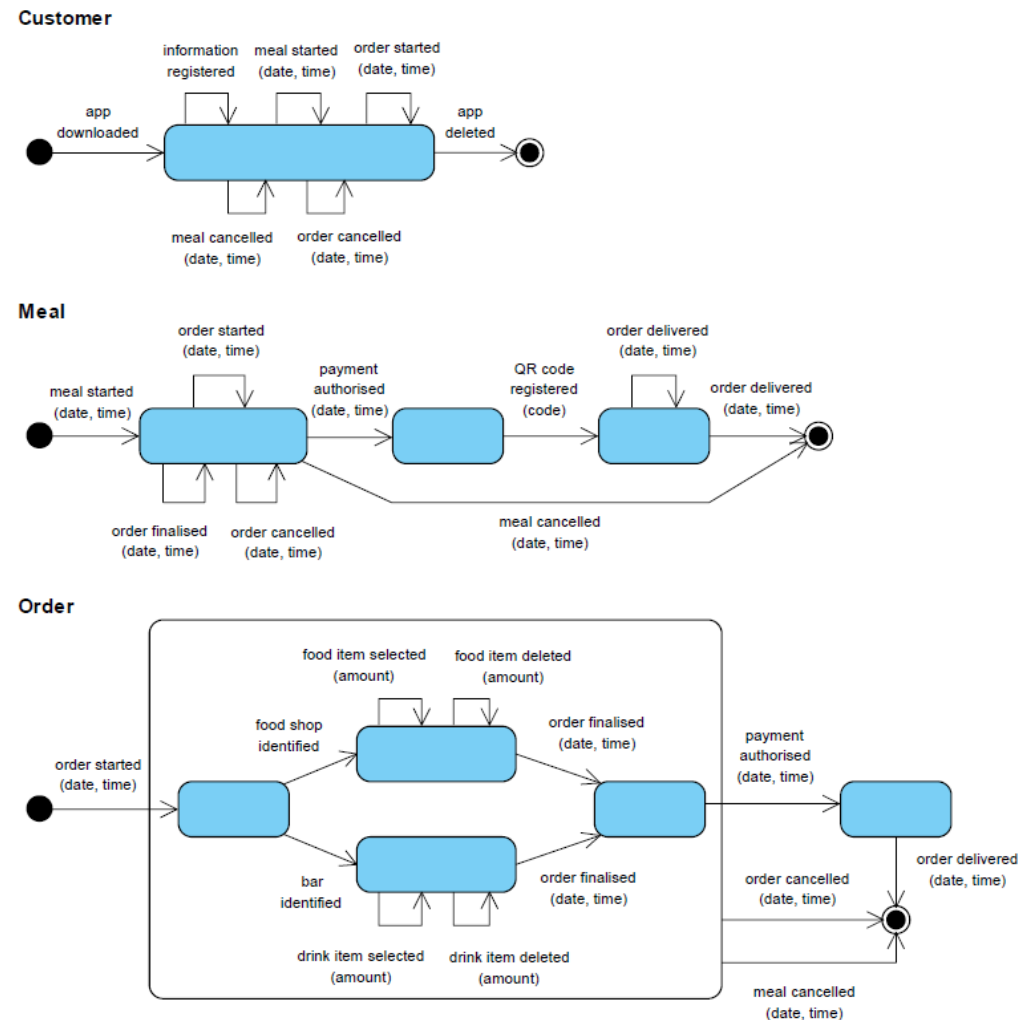 Customer
information
registered
meal started
(date, time)
order started
(date, time)
app
downloaded
app
deleted
meal cancelled
(date, time)
order cancelled
(date, time)
Meal
order started
(date, time)
order delivered
(date, time)
meal started
(date, time)
payment
authorised
(date, time)
QR code
registered
(code)
order delivered
(date, time)
order finalised
(date, time)
order cancelled
(date, time)
meal cancelled
(date, time)
Order
food item selected
(amount)
food item deleted
(amount)
food shop
identified
order finalised
(date, time)
order started
(date, time)
payment
authorised
(date, time)
bar
identified
order finalised
(date, time)
order cancelled
(date, time)
order delivered
(date, time)
drink item selected
(amount)
drink item deleted
(amount)
meal cancelled
(date, time)